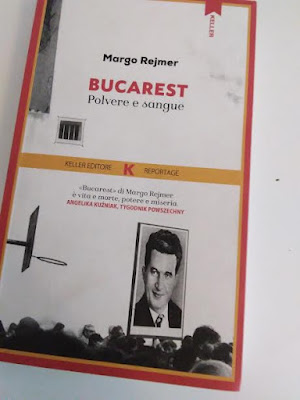 KELLER
Margo Rejmer
BUCAREST
Polvere e sangue
KELLER EDITORE K REPORTAGE
«Bucarest» di Margo Rejmer
è vita e morte, potere e miseria.
ANGELIKA KUŹNIAK, TYGODNIK POWSZECHNY